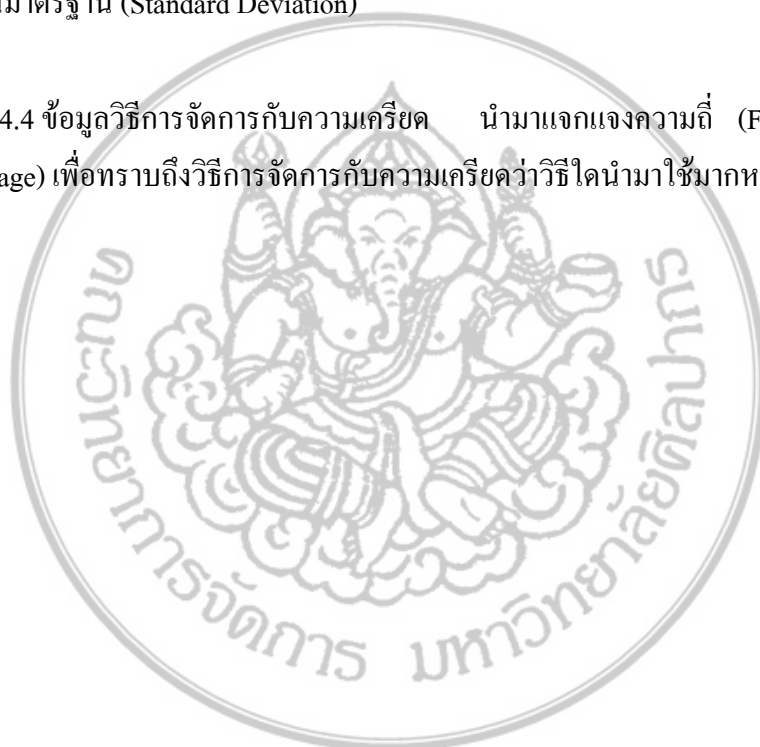 นมาตรฐาน (Standard Deviation)
4.4 ข้อมูลวิธีการจัดการกับความเครียด นำมาแจกแจงความถี่ (F
age) เพื่อทราบถึงวิธีการจัดการกับความเครียดว่าวิธีใดนำมาใช้มากห
คณะวิทยาการจัดการ มหาวิทยาลัยศิลปากร